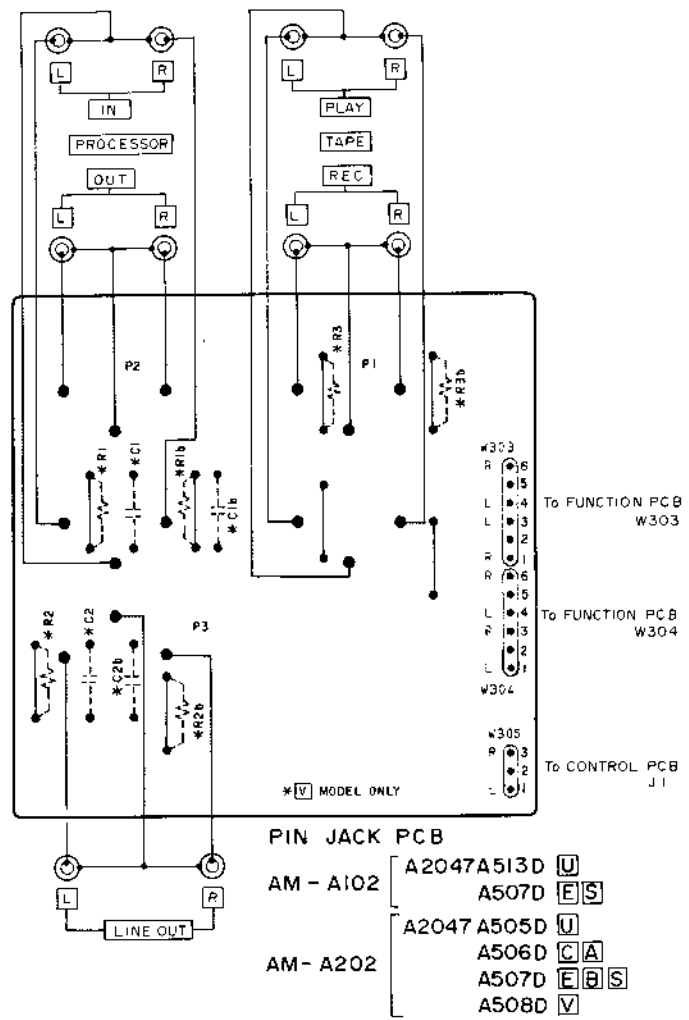 L R L R
IN PLAY
PROCESSOR TAPE
OUT REC
L R L R
P2 *R3 P1 *R3b
*R1 *C1 *R1b *C1b
W303
R 6
5
L 4
L 3
2
R 1
To FUNCTION PCB
W303
R 6
5
L 4
R 3
2
L 1
W304
To FUNCTION PCB
W304
*R2 *C2 *C2b P3 *R2b
W305
R 3
2
L 1
To CONTROL PCB
J1
*V MODEL ONLY
PIN JACK PCB
L R
LINE OUT
AM-A102 A2047A513D U
A507D E S
AM-A202 A2047A505D U
A506D C A
A507D E B S
A508D V